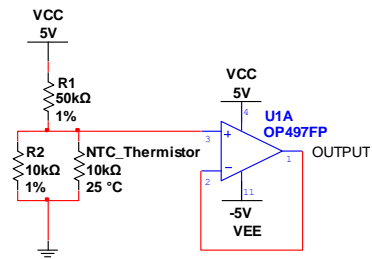 VCC
5V
R1
50kΩ
1%
R2
10kΩ
1%
NTC_Thermistor
10kΩ
25 °C
VCC
5V
4
U1A
OP497FP
3
+
2
−
1
OUTPUT
11
-5V
VEE